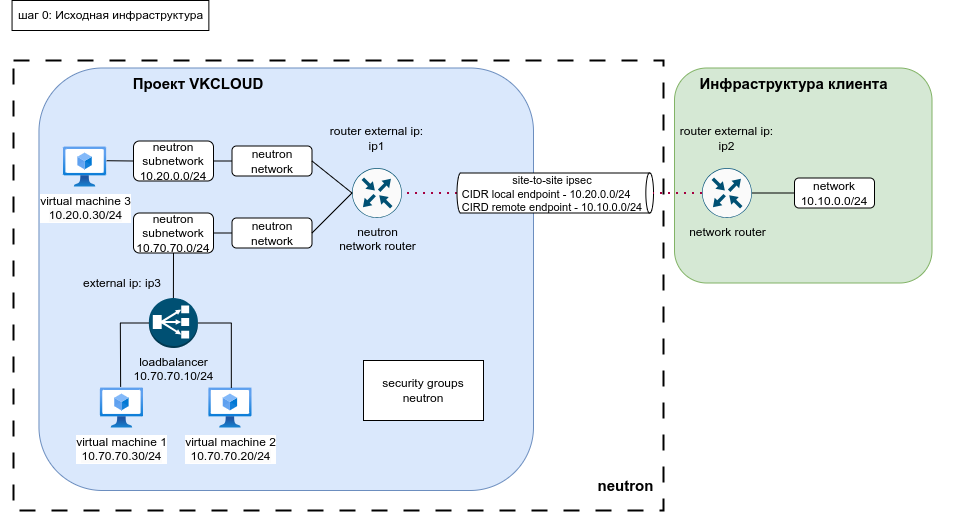 шаг 0: Исходная инфраструктура
Проект VKCLOUD
Инфраструктура клиента
router external ip:
ip1
router external ip:
ip2
neutron
subnetwork
10.20.0.0/24
neutron
network
virtual machine 3
10.20.0.30/24
site-to-site ipsec
CIDR local endpoint - 10.20.0.0/24
CIRD remote endpoint - 10.10.0.0/24
network
10.10.0.0/24
neutron
subnetwork
10.70.70.0/24
neutron
network
neutron
network router
network router
external ip: ip3
loadbalancer
10.70.70.10/24
security groups
neutron
virtual machine 1
10.70.70.30/24
virtual machine 2
10.70.70.20/24
neutron